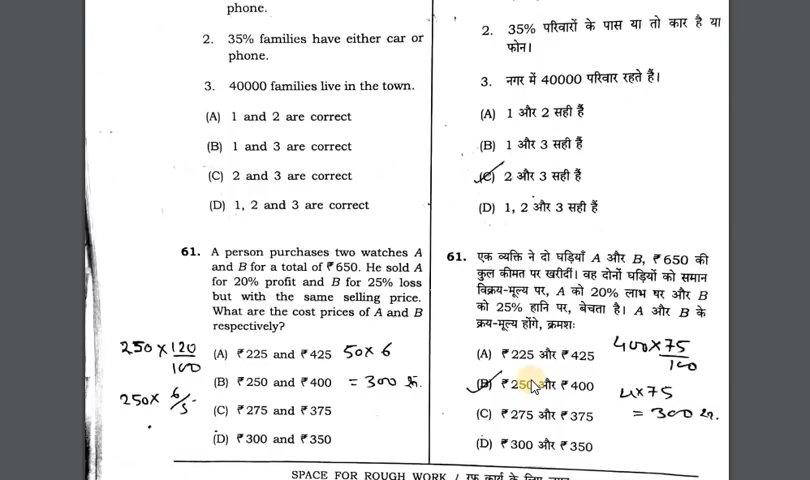 phone.
2. 35% families have either car or
phone.
3. 40000 families live in the town.
(A) 1 and 2 are correct
(B) 1 and 3 are correct
(C) 2 and 3 are correct
(D) 1, 2 and 3 are correct
61. A person purchases two watches A
and B for a total of ₹650. He sold A
for 20% profit and B for 25% loss
but with the same selling price.
What are the cost prices of A and B
respectively?
250 × 120/100
(A) ₹225 and ₹425 50 × 6
(B) ₹250 and ₹400 = 300 रु.
250 × 6/5
(C) ₹275 and ₹375
(D) ₹300 and ₹350
2. 35% परिवारों के पास या तो कार है या
फोन।
3. नगर में 40000 परिवार रहते हैं।
(A) 1 और 2 सही हैं
(B) 1 और 3 सही हैं
(C) 2 और 3 सही हैं
(D) 1, 2 और 3 सही हैं
61. एक व्यक्ति ने दो घड़ियाँ A और B, ₹650 की
कुल कीमत पर खरीदीं। वह दोनों घड़ियों को समान
विक्रय-मूल्य पर, A को 20% लाभ पर और B
को 25% हानि पर, बेचता है। A और B के
क्रय-मूल्य होंगे, क्रमशः
(A) ₹225 और ₹425
400 × 75/100
(B) ₹250 और ₹400
4 × 75
(C) ₹275 और ₹375 = 300 रु.
(D) ₹300 और ₹350
SPACE FOR ROUGH WORK / रफ कार्य के लिए